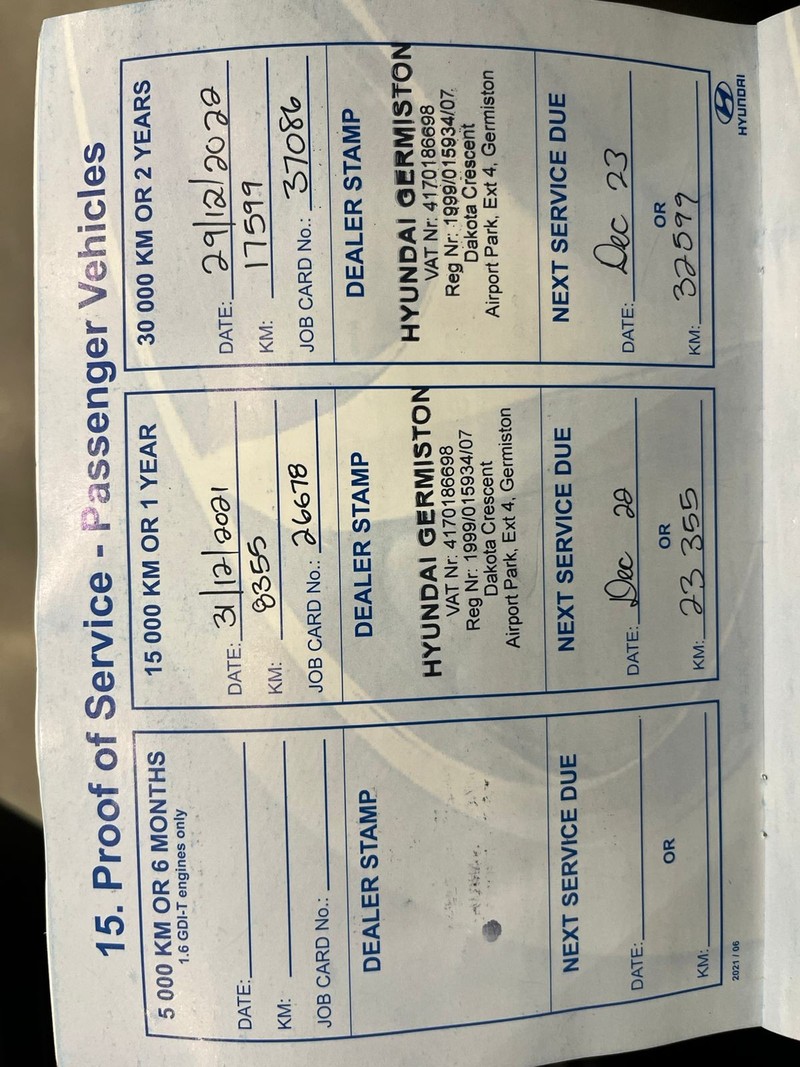 15. Proof of Service - Passenger Vehicles
5 000 KM OR 6 MONTHS
1.6 GDI-T engines only
DATE:
KM:
JOB CARD No.:
DEALER STAMP
NEXT SERVICE DUE
DATE:
OR
KM:
15 000 KM OR 1 YEAR
DATE: 31/12/2021
KM: 8355
JOB CARD No.: 26678
DEALER STAMP
HYUNDAI GERMISTON
VAT Nr: 4170186698
Reg Nr: 1999/015934/07
Dakota Crescent
Airport Park, Ext 4, Germiston
NEXT SERVICE DUE
DATE: Dec 22
OR
KM: 23 355
30 000 KM OR 2 YEARS
DATE: 29/12/2022
KM: 17599
JOB CARD No.: 37086
DEALER STAMP
HYUNDAI GERMISTON
VAT Nr: 4170186698
Reg Nr: 1999/015934/07
Dakota Crescent
Airport Park, Ext 4, Germiston
NEXT SERVICE DUE
DATE: Dec 23
OR
KM: 32599
2021 / 06
HYUNDAI